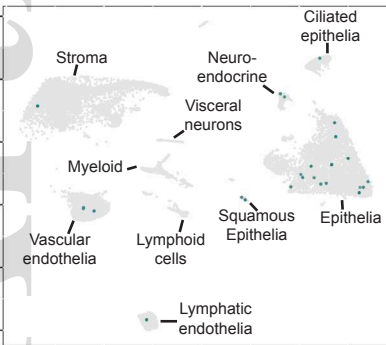 Ciliated
epithelia
Stroma
Neuro-
endocrine
Visceral
neurons
Myeloid
Vascular
endothelia
Lymphoid
cells
Squamous
Epithelia
Epithelia
Lymphatic
endothelia